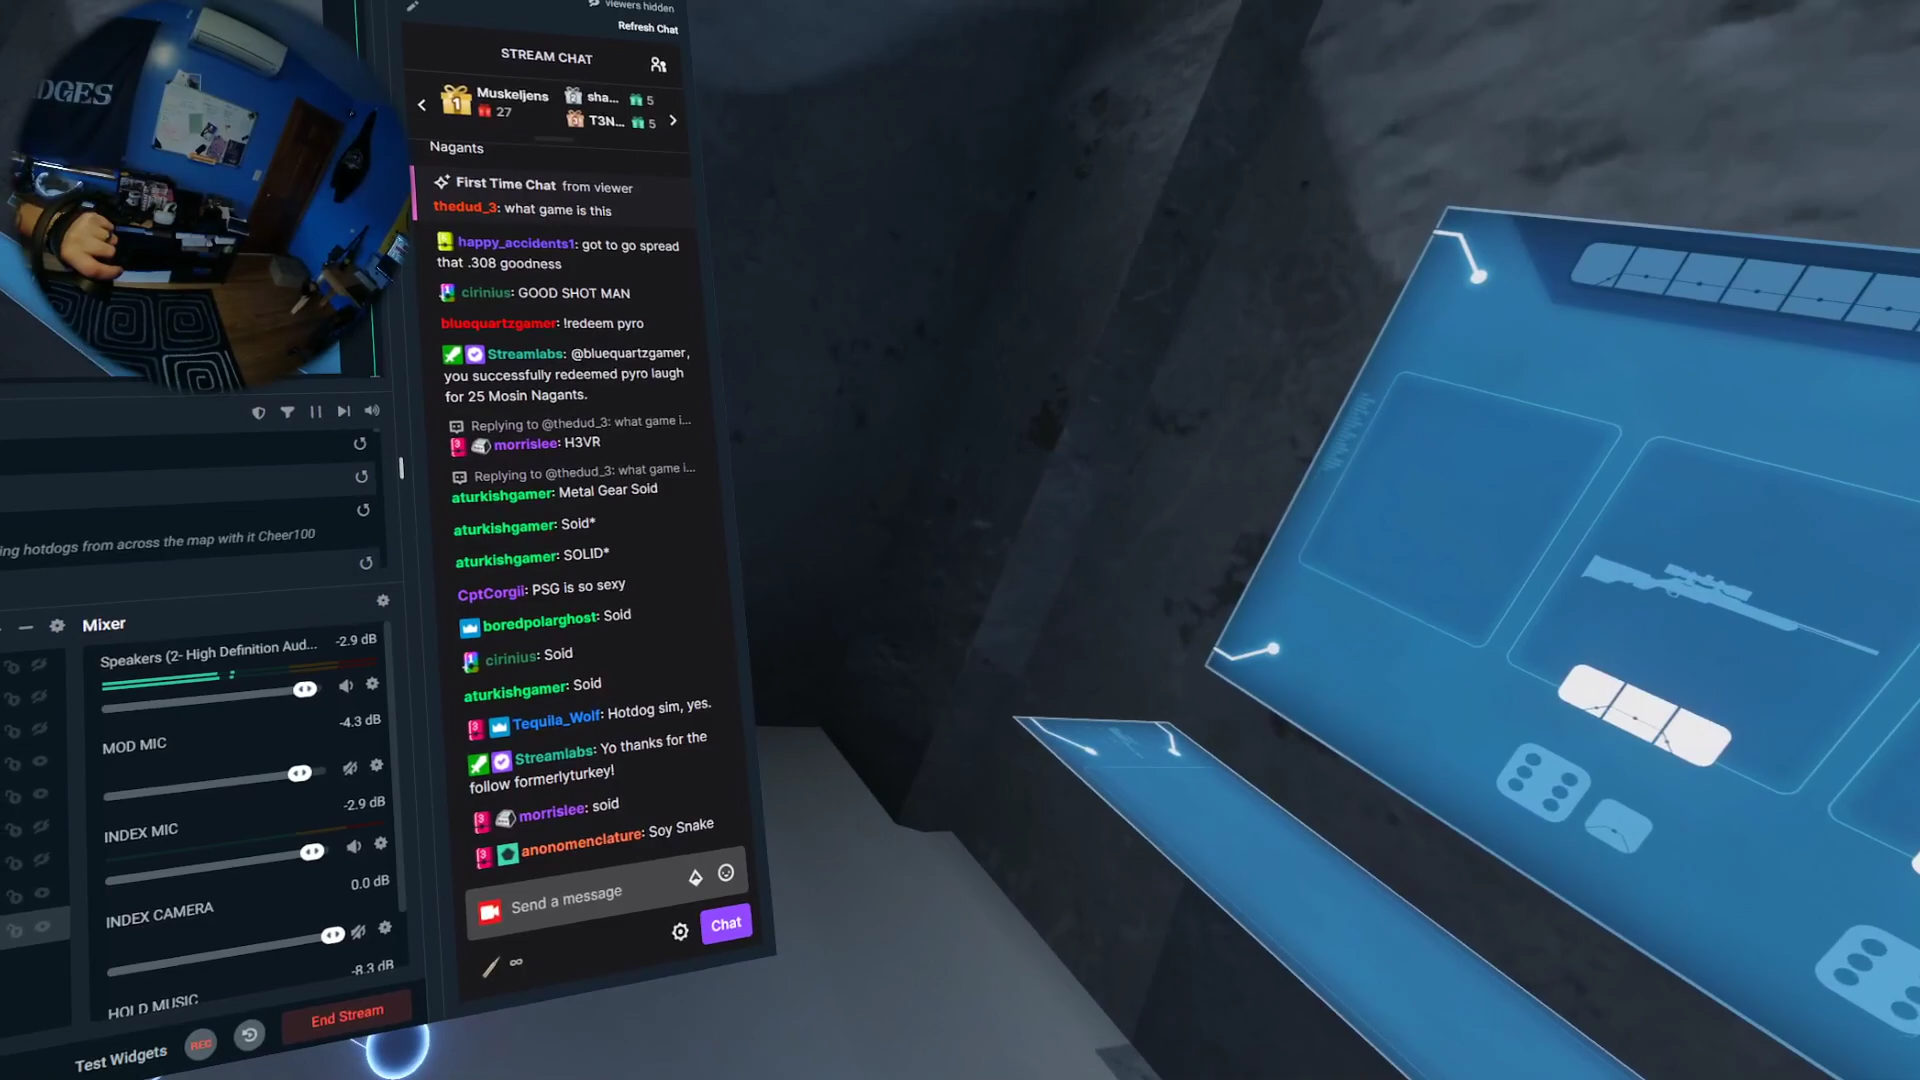 DGES
viewers hidden
Refresh Chat
STREAM CHAT
1
Muskeljens
27
2
sha...
5
3
T3N...
5
Nagants
First Time Chat from viewer
thedud_3: what game is this
happy_accidents1: got to go spread
that .308 goodness
cirinius: GOOD SHOT MAN
bluequartzgamer: !redeem pyro
Streamlabs: @bluequartzgamer,
you successfully redeemed pyro laugh
for 25 Mosin Nagants.
Replying to @thedud_3: what game i...
morrislee: H3VR
Replying to @thedud_3: what game i...
aturkishgamer: Metal Gear Soid
aturkishgamer: Sold*
aturkishgamer: SOLID*
CptCorgii: PSG is so sexy
boredpolarghost: Soid
cirinius: Soid
aturkishgamer: Sold
Tequila_Wolf: Hotdog sim, yes.
Streamlabs: Yo thanks for the
follow formerlyturkey!
morrislee: soid
anonomenclature: Soy Snake
Send a message
Chat
∞
ing hotdogs from across the map with it Cheer100
Mixer
Speakers (2- High Definition Aud...
-2.9 dB
MOD MIC
-4.3 dB
INDEX MIC
-2.9 dB
INDEX CAMERA
0.0 dB
HOLD MUSIC
-8.3 dB
Test Widgets
REC
End Stream